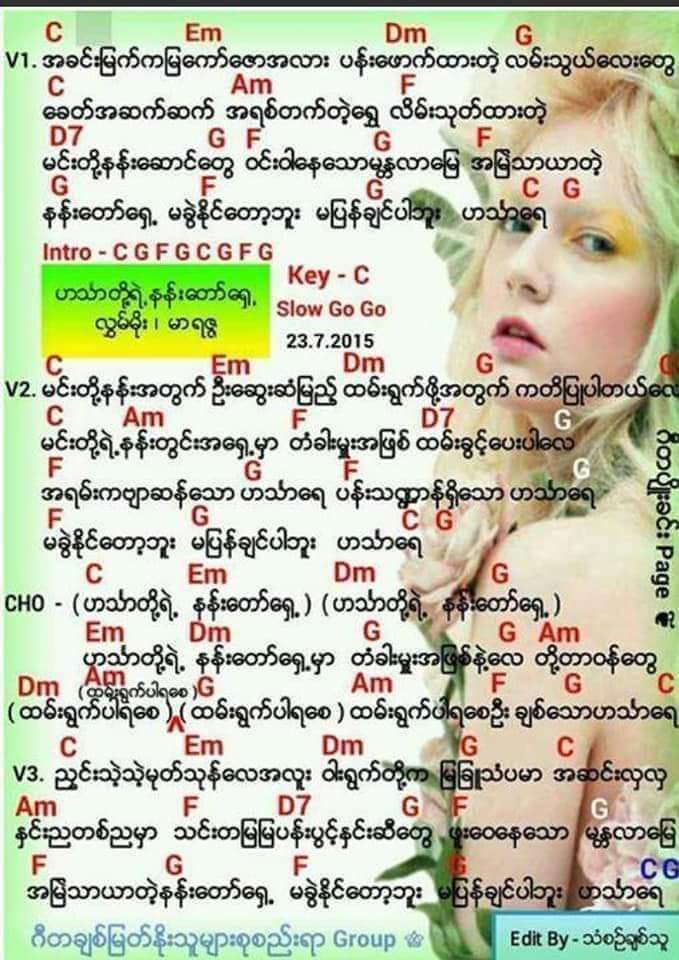 C Em Dm G
V1. အခင်းမြက်ကမြကော်ဇောအလား ပန်းဖောက်ထားတဲ့ လမ်းသွယ်လေးတွေ
C Am F
ခေတ်အဆက်ဆက် အရစ်တက်တဲ့ရွှေ လိမ်းသုတ်ထားတဲ့
D7 G F G F
မင်းတို့နန်းဆောင်တွေ ဝင်းဝါနေသောမန္တလာမြေ အမြဲသာယာတဲ့
G F G C G
နန်းတော်ရှေ့ မခွဲနိုင်တော့ဘူး မပြန်ချင်ပါဘူး ဟင်္သာရေ
Intro - C G F G C G F G
ဟင်္သာတို့ရဲ့နန်းတော်ရှေ့
လွှမ်မိုး ၊ မာရဇ္ဇ
Key - C
Slow Go Go
23.7.2015
C Em Dm G C
V2. မင်းတို့နန်းအတွက် ဦးဆွေးဆံမြည့် ထမ်းရွက်ဖို့အတွက် ကတိပြုပါတယ်လေ
C Am F D7 G
မင်းတို့ရဲ့နန်းတွင်းအရှေ့မှာ တံခါးမှူးအဖြစ် ထမ်းခွင့်ပေးပါလေ
F G F G
အရမ်းကဗျာဆန်သော ဟင်္သာရေ ပန်းသဏ္ဍာန်ရှိသော ဟင်္သာရေ
F G C G
မခွဲနိုင်တော့ဘူး မပြန်ချင်ပါဘူး ဟင်္သာရေ
C Em Dm G
CHO - ( ဟင်္သာတို့ရဲ့ နန်းတော်ရှေ့ ) ( ဟင်္သာတို့ရဲ့ နန်းတော်ရှေ့ )
Em Dm G G Am
ဟင်္သာတို့ရဲ့ နန်းတော်ရှေ့မှာ တံခါးမှူးအဖြစ်နဲ့လေ တို့တာဝန်တွေ
Dm Am G Am F G C
( ထမ်းရွက်ပါရစေ )
( ထမ်းရွက်ပါရစေ ) ( ထမ်းရွက်ပါရစေ ) ထမ်းရွက်ပါရစေဦး ချစ်သောဟင်္သာရေ
C Em Dm G C
V3. ညှင်းသဲ့သဲ့မုတ်သုန်လေအလူး ဝါးရွက်တို့က မြခြူသံပမာ အဆင်းလှလှ
Am F D7 G F G
နှင်းညတစ်ညမှာ သင်းတမြမြပန်းပွင့်နှင်းဆီတွေ ဖူးဝေနေသော မန္တလာမြေ
F G F G C G
အမြဲသာယာတဲ့နန်းတော်ရှေ့ မခွဲနိုင်တော့ဘူး မပြန်ချင်ပါဘူး ဟင်္သာရေ
ဂီတချစ်မြတ်နိုးသူများစုစည်းရာ Group
Edit By - သံစဉ်ချစ်သူ
Page